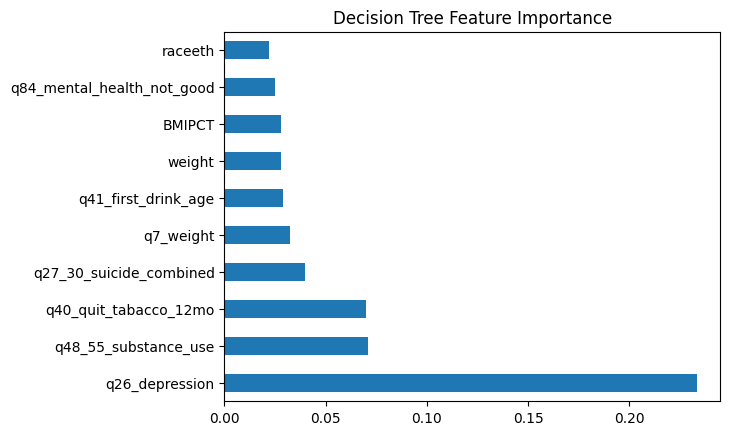 Decision Tree Feature Importance
raceeth
q84_mental_health_not_good
BMIPCT
weight
q41_first_drink_age
q7_weight
q27_30_suicide_combined
q40_quit_tabacco_12mo
q48_55_substance_use
q26_depression
0.00 0.05 0.10 0.15 0.20